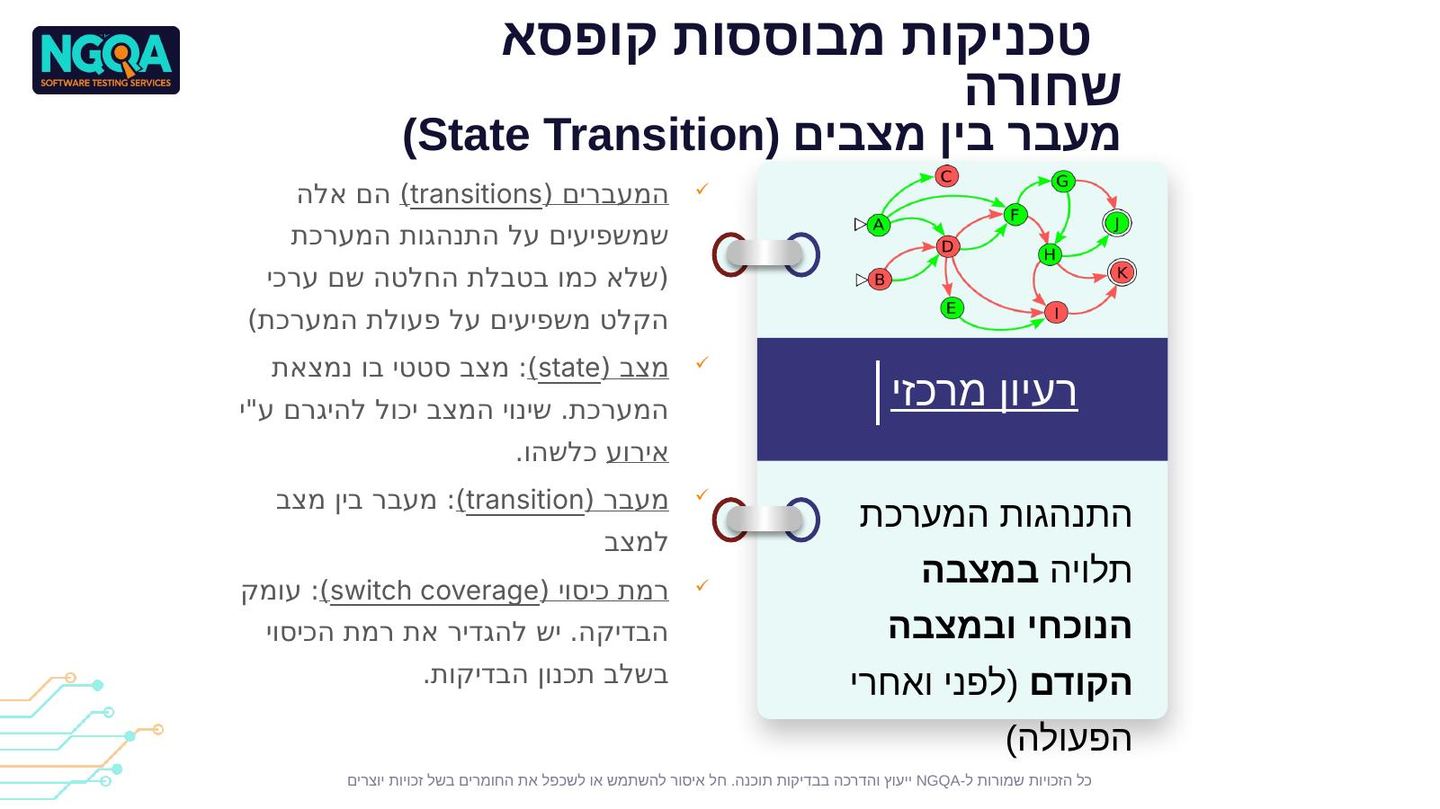 NGQA
SOFTWARE TESTING SERVICES
טכניקות מבוססות קופסא
שחורה
מעבר בין מצבים (State Transition)
C
G
A
F
J
D
H
B
K
E
I
רעיון מרכזי
התנהגות המערכת
תלויה במצבה
הנוכחי ובמצבה
הקודם (לפני ואחרי
הפעולה)
המעברים (transitions) הם אלה
שמשפיעים על התנהגות המערכת
(שלא כמו בטבלת החלטה שם ערכי
הקלט משפיעים על פעולת המערכת)
מצב (state): מצב סטטי בו נמצאת
המערכת. שינוי המצב יכול להיגרם ע"י
אירוע כלשהו.
מעבר (transition): מעבר בין מצב
למצב
רמת כיסוי (switch coverage): עומק
הבדיקה. יש להגדיר את רמת הכיסוי
בשלב תכנון הבדיקות.
כל הזכויות שמורות ל-NGQA ייעוץ והדרכה בבדיקות תוכנה. חל איסור להשתמש או לשכפל את החומרים בשל זכויות יוצרים